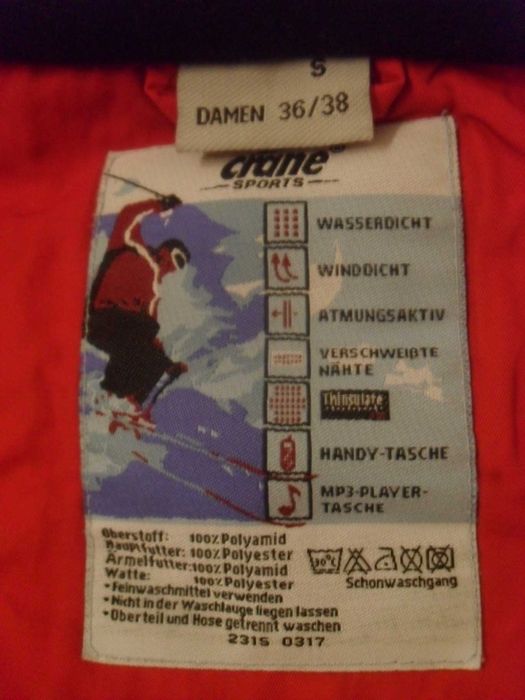 S
DAMEN 36/38
crane®
SPORTS
WASSERDICHT
WINDDICHT
ATMUNGSAKTIV
VERSCHWEIßTE
NÄHTE
Thinsulate
HANDY-TASCHE
MP3-PLAYER-
TASCHE
Oberstoff: 100% Polyamid
Hauptfutter: 100% Polyester
Ärmelfutter: 100% Polyamid
Watte: 100% Polyester
30°C
Schonwaschgang
• Feinwaschmittel verwenden
• Nicht in der Waschlauge liegen lassen
• Oberteil und Hose getrennt waschen
231S 0317